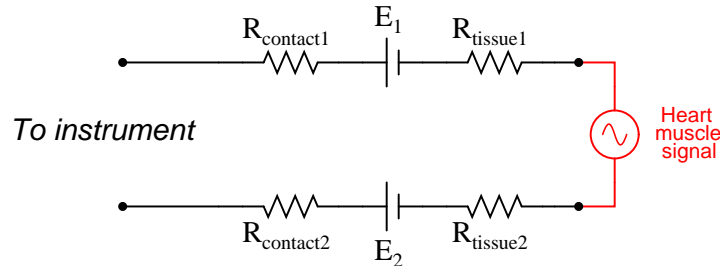 E1
Rcontact1
Rtissue1
To instrument
Heart
muscle
signal
Rcontact2
E2
Rtissue2